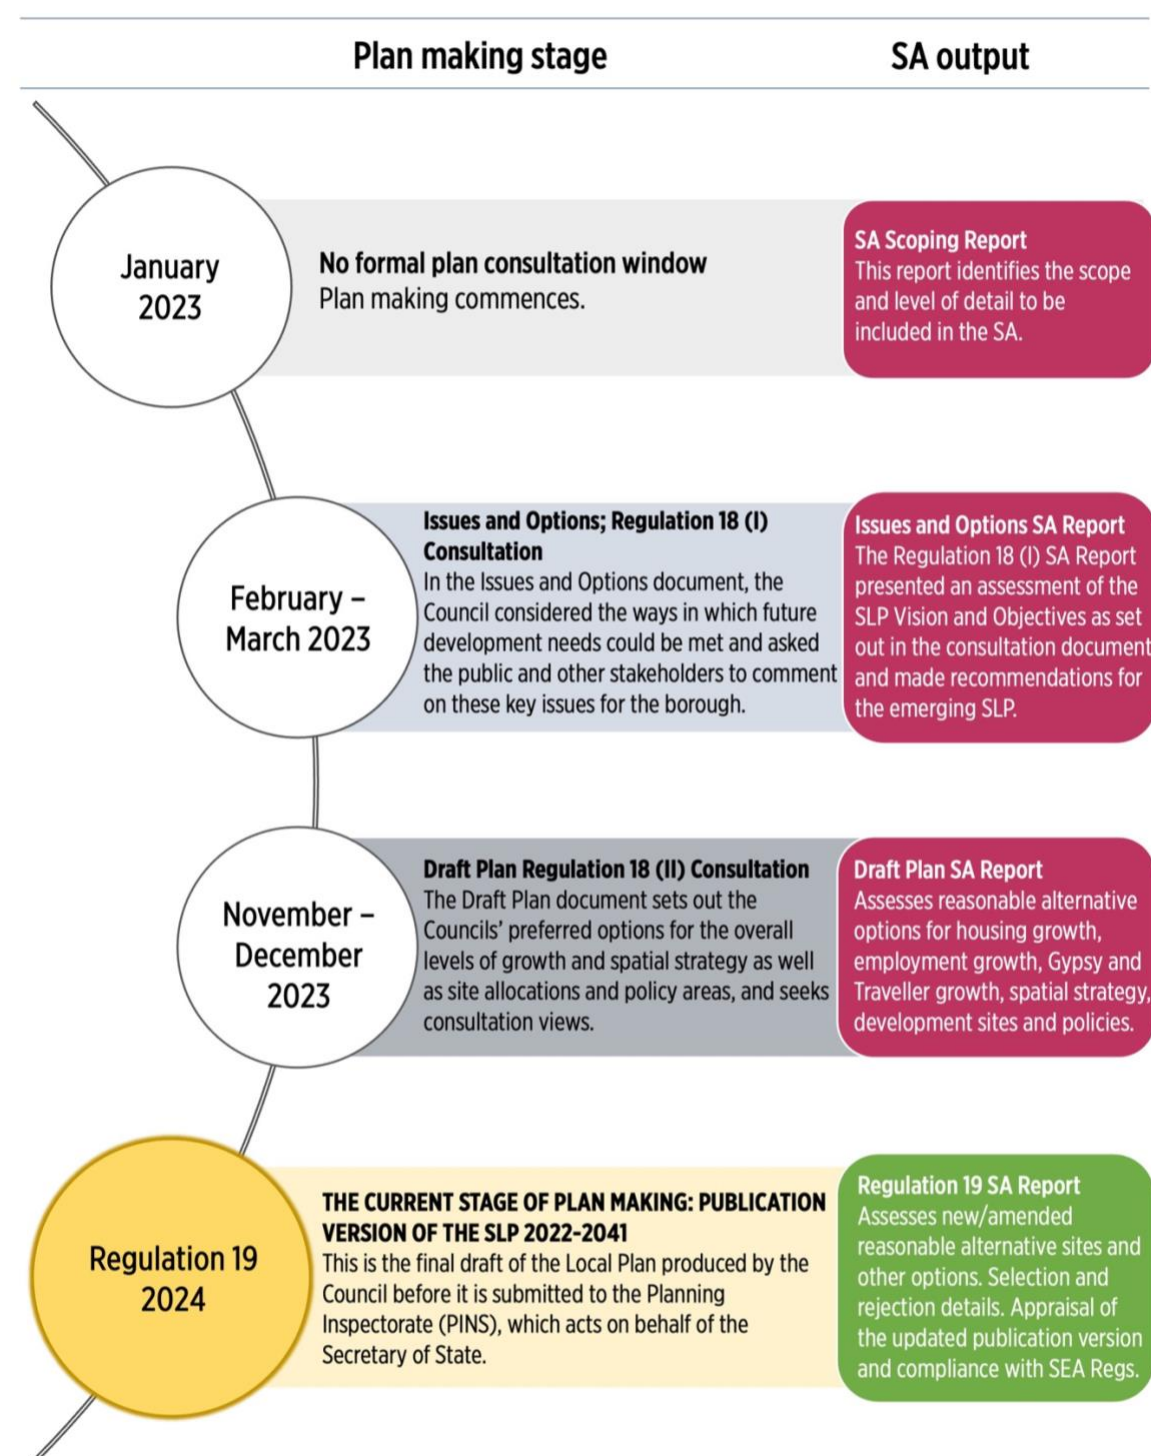 Plan making stage
SA output
January
2023
No formal plan consultation window
Plan making commences.
SA Scoping Report
This report identifies the scope
and level of detail to be
included in the SA.
February –
March 2023
Issues and Options; Regulation 18 (I)
Consultation
In the Issues and Options document, the
Council considered the ways in which future
development needs could be met and asked
the public and other stakeholders to comment
on these key issues for the borough.
Issues and Options SA Report
The Regulation 18 (I) SA Report
presented an assessment of the
SLP Vision and Objectives as set
out in the consultation document
and made recommendations for
the emerging SLP.
November –
December
2023
Draft Plan Regulation 18 (II) Consultation
The Draft Plan document sets out the
Councils’ preferred options for the overall
levels of growth and spatial strategy as well
as site allocations and policy areas, and seeks
consultation views.
Draft Plan SA Report
Assesses reasonable alternative
options for housing growth,
employment growth, Gypsy and
Traveller growth, spatial strategy,
development sites and policies.
Regulation 19
2024
THE CURRENT STAGE OF PLAN MAKING: PUBLICATION
VERSION OF THE SLP 2022-2041
This is the final draft of the Local Plan produced by the
Council before it is submitted to the Planning
Inspectorate (PINS), which acts on behalf of the
Secretary of State.
Regulation 19 SA Report
Assesses new/amended
reasonable alternative sites and
other options. Selection and
rejection details. Appraisal of
the updated publication version
and compliance with SEA Regs.